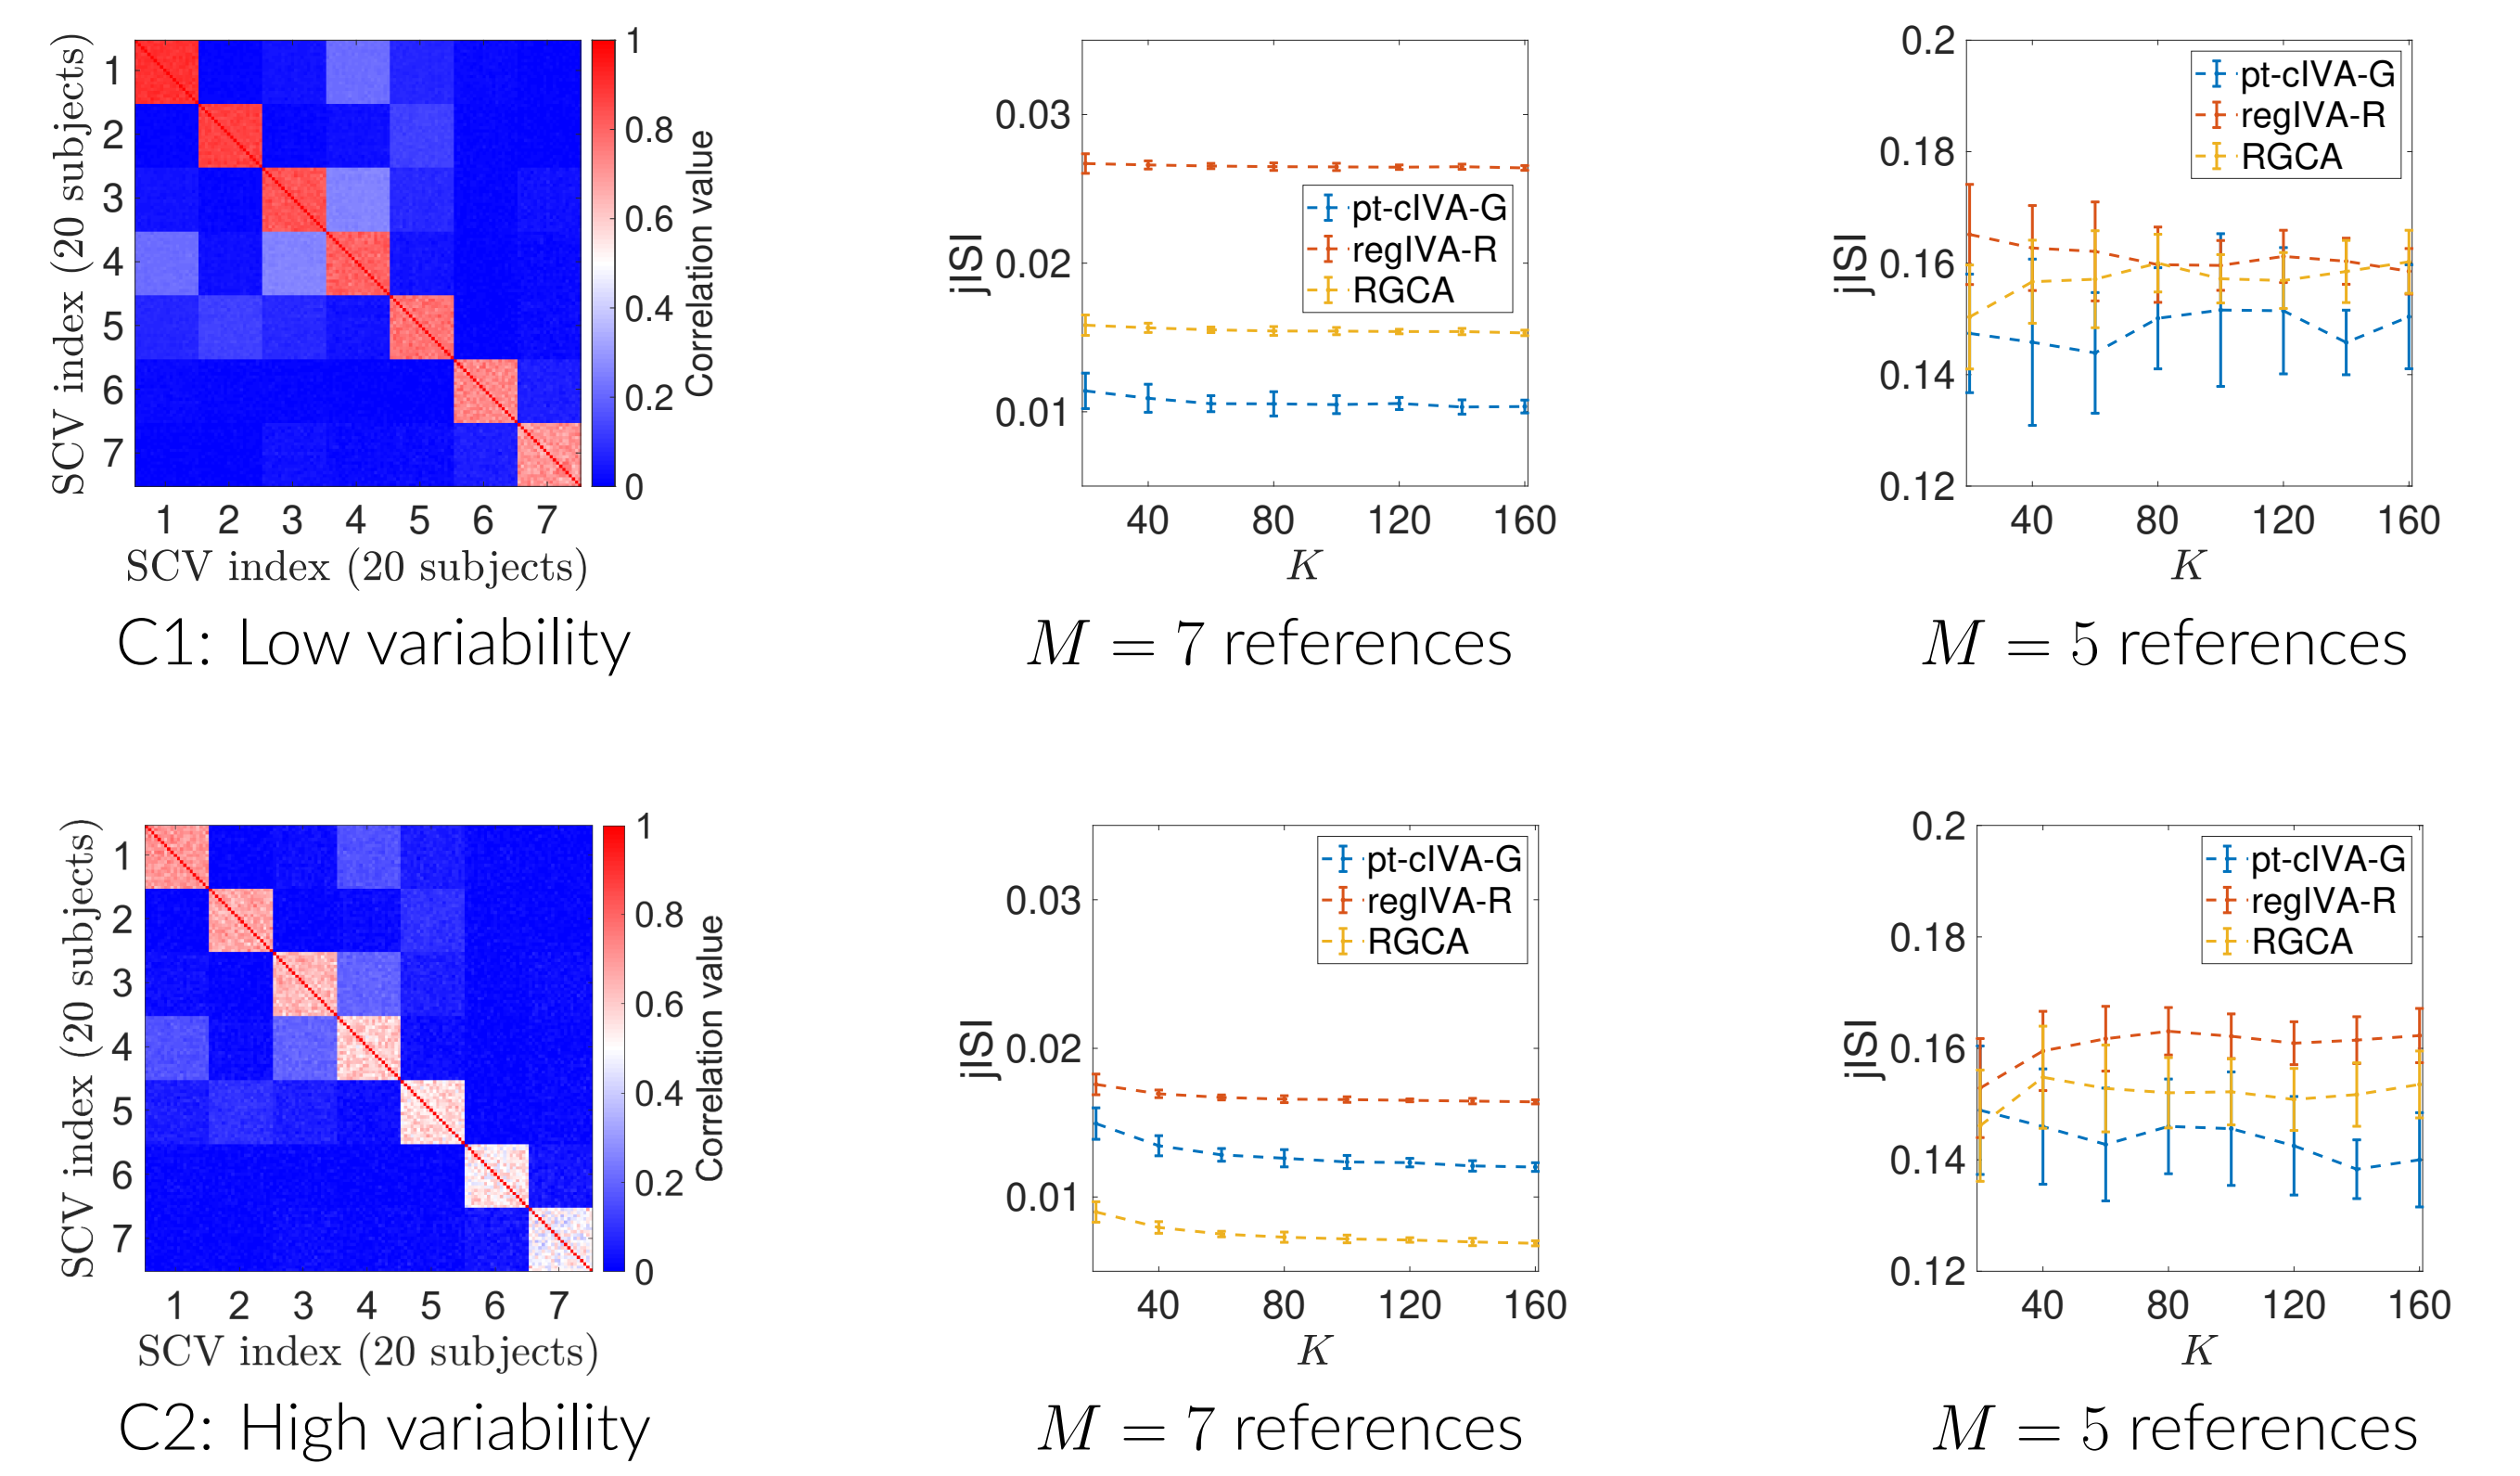 SCV index (20 subjects)
1
2
3
4
5
6
7
1 2 3 4 5 6 7
SCV index (20 subjects)
1
0.8
0.6
0.4
0.2
0
Correlation value
C1: Low variability
jISI
0.03
0.02
0.01
pt-cIVA-G
regIVA-R
RGCA
40 80 120 160
K
M = 7 references
jISI
0.2
0.18
0.16
0.14
0.12
pt-cIVA-G
regIVA-R
RGCA
40 80 120 160
K
M = 5 references
SCV index (20 subjects)
1
2
3
4
5
6
7
1 2 3 4 5 6 7
SCV index (20 subjects)
1
0.8
0.6
0.4
0.2
0
Correlation value
C2: High variability
jISI
0.03
0.02
0.01
pt-cIVA-G
regIVA-R
RGCA
40 80 120 160
K
M = 7 references
jISI
0.2
0.18
0.16
0.14
0.12
pt-cIVA-G
regIVA-R
RGCA
40 80 120 160
K
M = 5 references